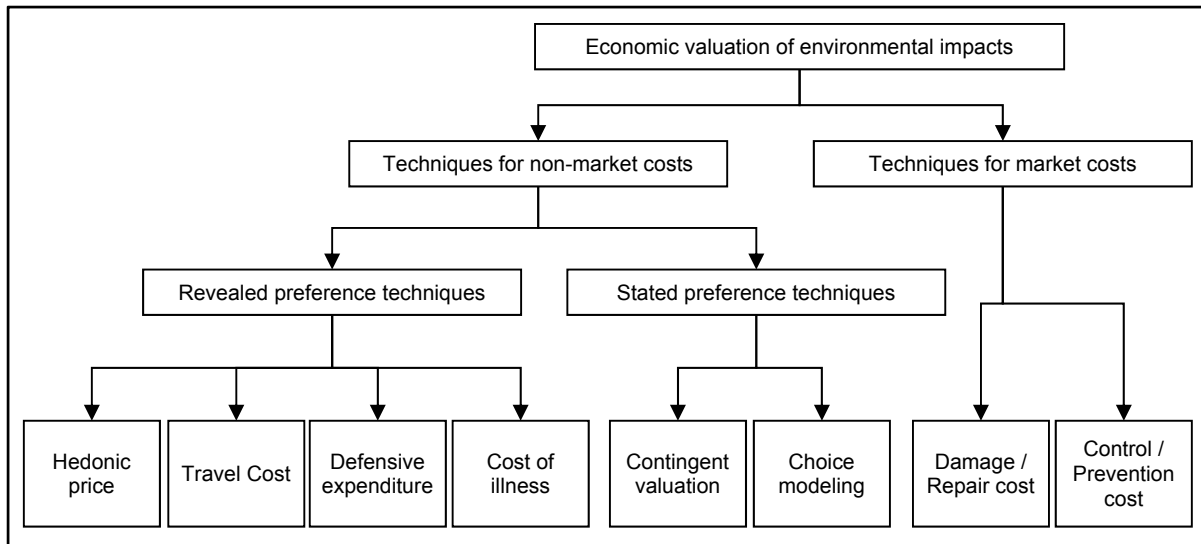 Economic valuation of environmental impacts
Techniques for non-market costs
Techniques for market costs
Revealed preference techniques
Stated preference techniques
Hedonic
price
Travel Cost
Defensive
expenditure
Cost of
illness
Contingent
valuation
Choice
modeling
Damage /
Repair cost
Control /
Prevention
cost